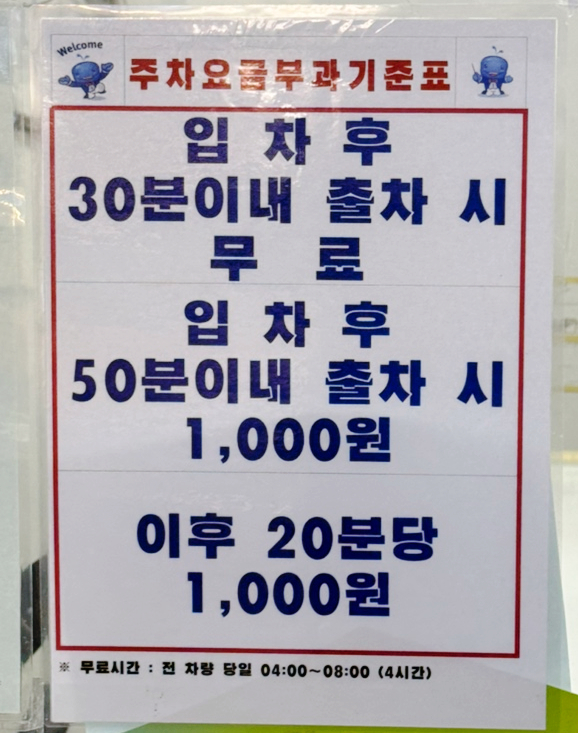 Welcome
주차요금부과기준표
입 차 후
30분이내 출차 시
무 료
입 차 후
50분이내 출차 시
1,000원
이후 20분당
1,000원
※ 무료시간 : 전 차량 당일 04:00~08:00 (4시간)